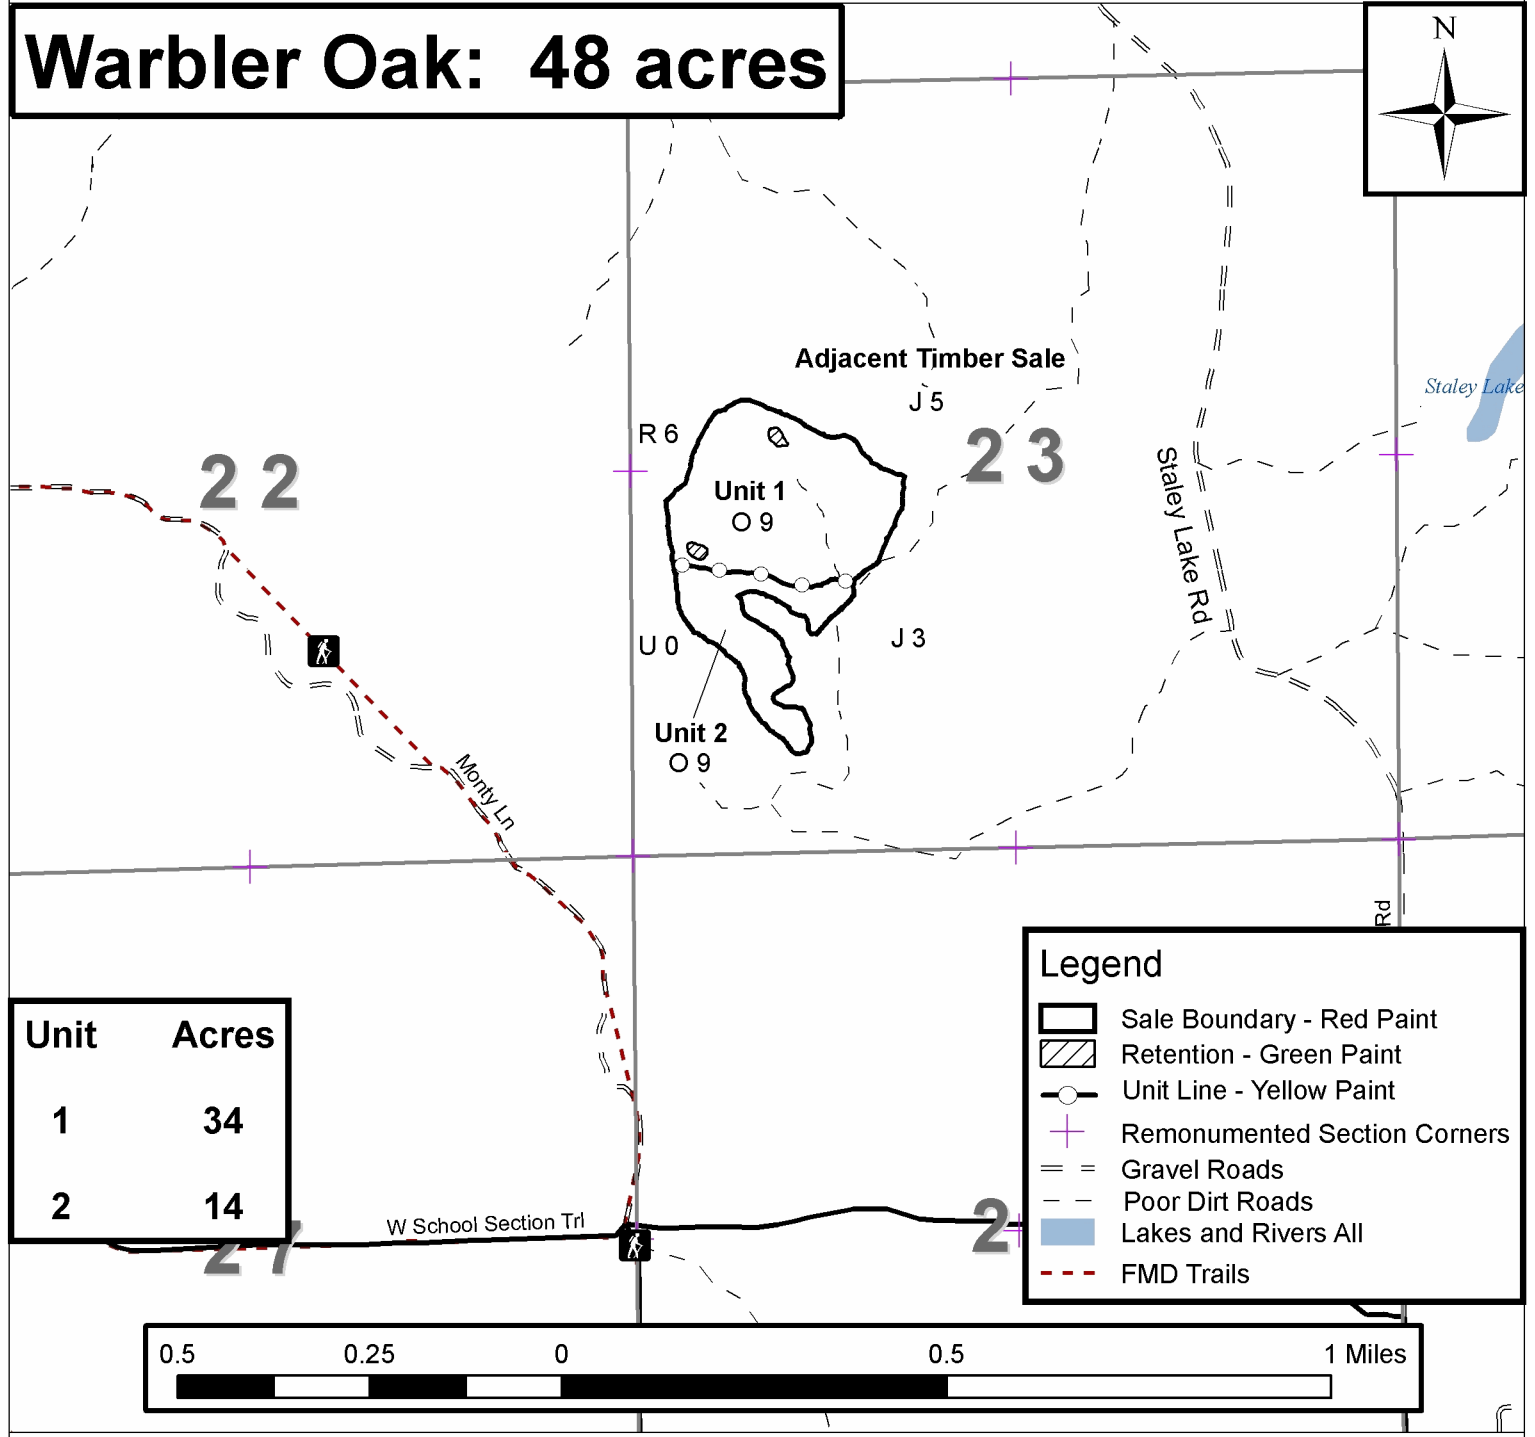 Warbler Oak: 48 acres
N
Adjacent Timber Sale
J 5
Staley Lake
R 6
2 2
2 3
Unit 1
O 9
Staley Lake Rd
U 0
J 3
Unit 2
O 9
Monty Ln
Rd
Legend
Sale Boundary - Red Paint
Retention - Green Paint
Unit Line - Yellow Paint
Remonumented Section Corners
Gravel Roads
Poor Dirt Roads
Lakes and Rivers All
FMD Trails
Unit Acres
1 34
2 14
W School Section Trl
2 7
2
0.5 0.25 0 0.5 1 Miles